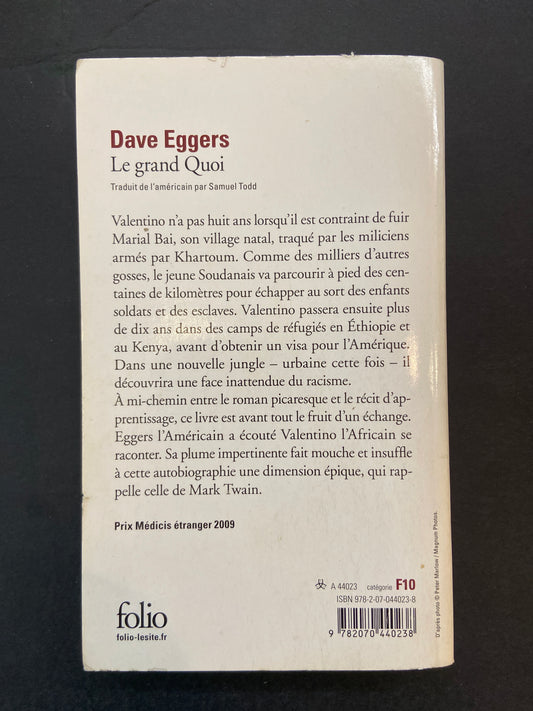 Dave Eggers
Le grand Quoi
Traduit de l'américain par Samuel Todd
Valentino n'a pas huit ans lorsqu'il est contraint de fuir
Marial Bai, son village natal, traqué par les miliciens
armés par Khartoum. Comme des milliers d'autres
gosses, le jeune Soudanais va parcourir à pied des cen-
taines de kilomètres pour échapper au sort des enfants
soldats et des esclaves. Valentino passera ensuite plus
de dix ans dans des camps de réfugiés en Éthiopie et
au Kenya, avant d'obtenir un visa pour l'Amérique.
Dans une nouvelle jungle – urbaine cette fois – il
découvrira une face inattendue du racisme.
À mi-chemin entre le roman picaresque et le récit d'ap-
prentissage, ce livre est avant tout le fruit d'un échange.
Eggers l'Américain a écouté Valentino l'Africain se
raconter. Sa plume impertinente fait mouche et insuffle
à cette autobiographie une dimension épique, qui rap-
pelle celle de Mark Twain.
Prix Médicis étranger 2009
A 44023 catégorie F10
ISBN 978-2-07-044023-8
9 782070 440238
folio
folio-lesite.fr
D'après photo © Peter Marlow / Magnum Photos.